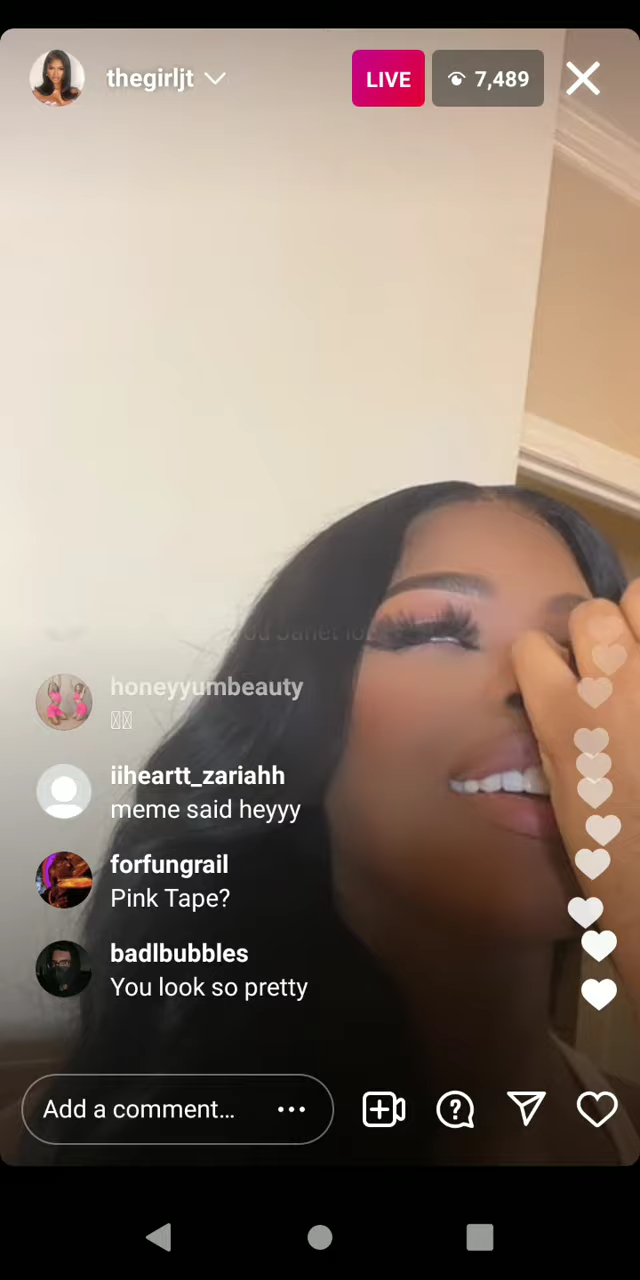 thegirljt
LIVE
7,489
honeyyumbeauty
iiheartt_zariahh
meme said heyyy
forfungrail
Pink Tape?
badlbubbles
You look so pretty
Add a comment...